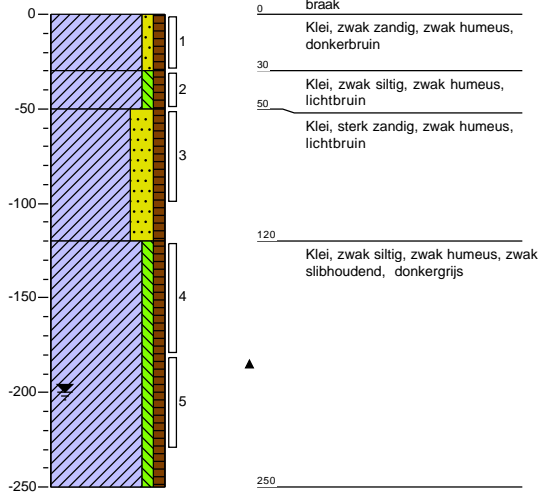 braak
0
0
Klei, zwak zandig, zwak humeus,
donkerbruin
1
30
Klei, zwak siltig, zwak humeus,
lichtbruin
2
-50
50
Klei, sterk zandig, zwak humeus,
lichtbruin
3
-100
120
Klei, zwak siltig, zwak humeus, zwak
slibhoudend, donkergrijs
-150
4
-200
5
-250
250